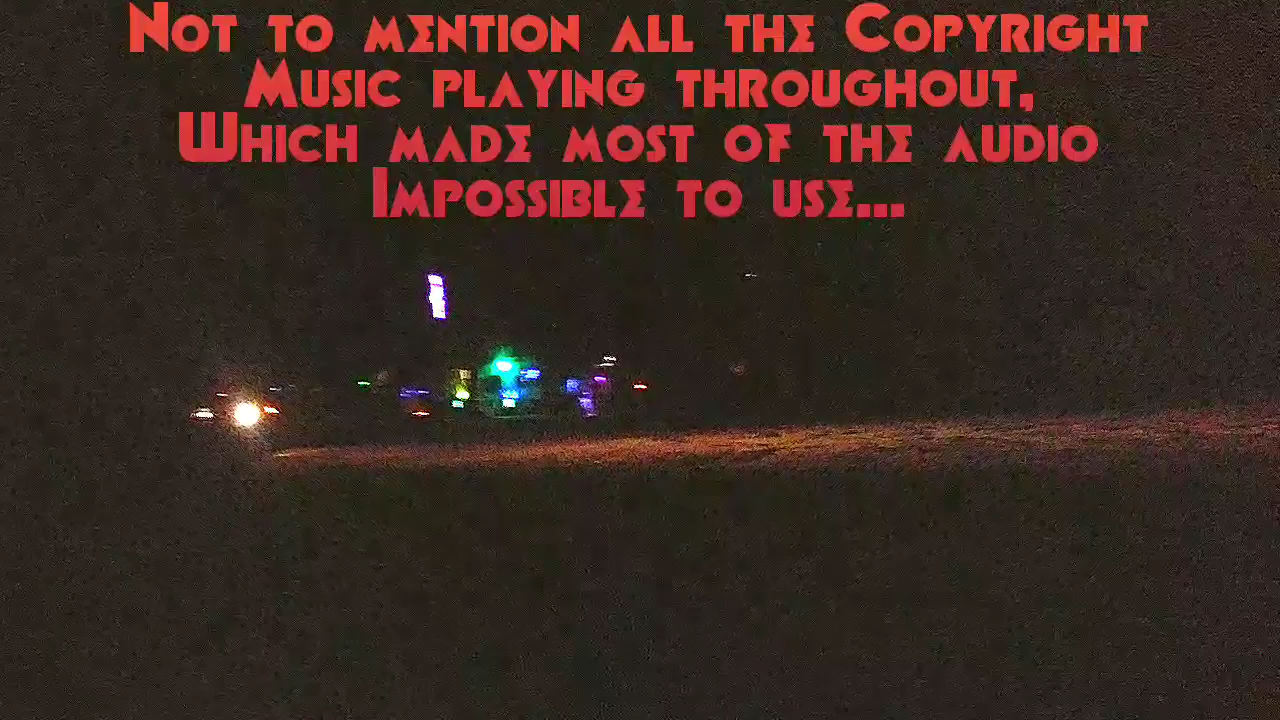 Not to mention all the Copyright
Music playing throughout,
Which made most of the audio
Impossible to use...